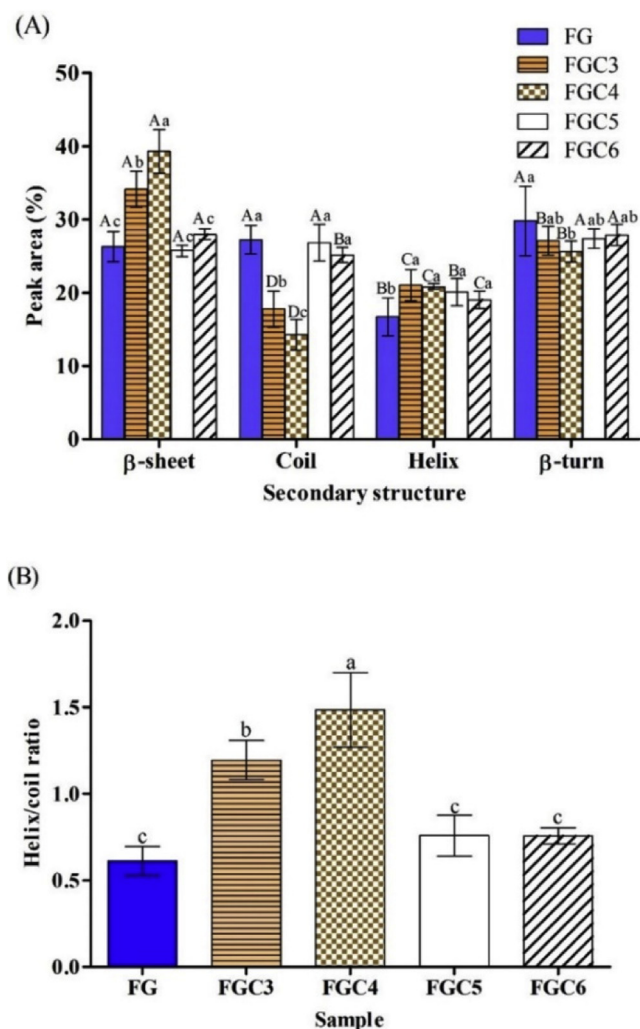 (A)
FG
FGC3
FGC4
FGC5
FGC6
50
40
30
20
10
0
Peak area (%)
Ac Ab Aa Ac Ac
Aa Db Dc Aa Ba
Bb Ca Ca Ba Ca
Aa Bab Bb Aab Aab
β-sheet Coil Helix β-turn
Secondary structure
(B)
2.0
1.5
1.0
0.5
0.0
Helix/coil ratio
c b a c c
FG FGC3 FGC4 FGC5 FGC6
Sample